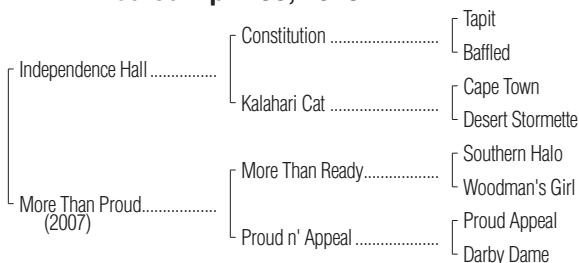 Tapit
Constitution ..............................
Baffled
Independence Hall ..................
Cape Town
Kalahari Cat ..............................
Desert Stormette
Southern Halo
More Than Ready.....................
Woodman's Girl
More Than Proud.....................
(2007)
Proud Appeal
Proud n' Appeal .......................
Darby Dame